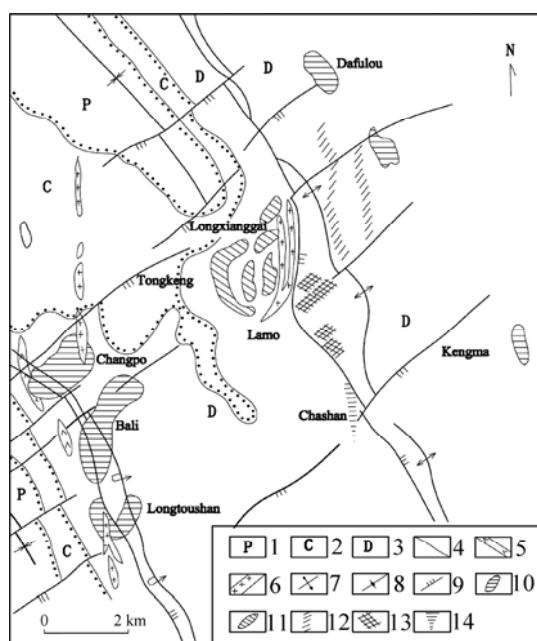 Dafulou
N
D
D
C
P
C
Longxianggai
Tongkeng
Lamo
D
Kengma
Changpo
Chashan
D
Bali
P
Longtoushan
C
P 1 C 2 D 3 4 5
6 7 8 9 10
11 12 13 14
0 2 km